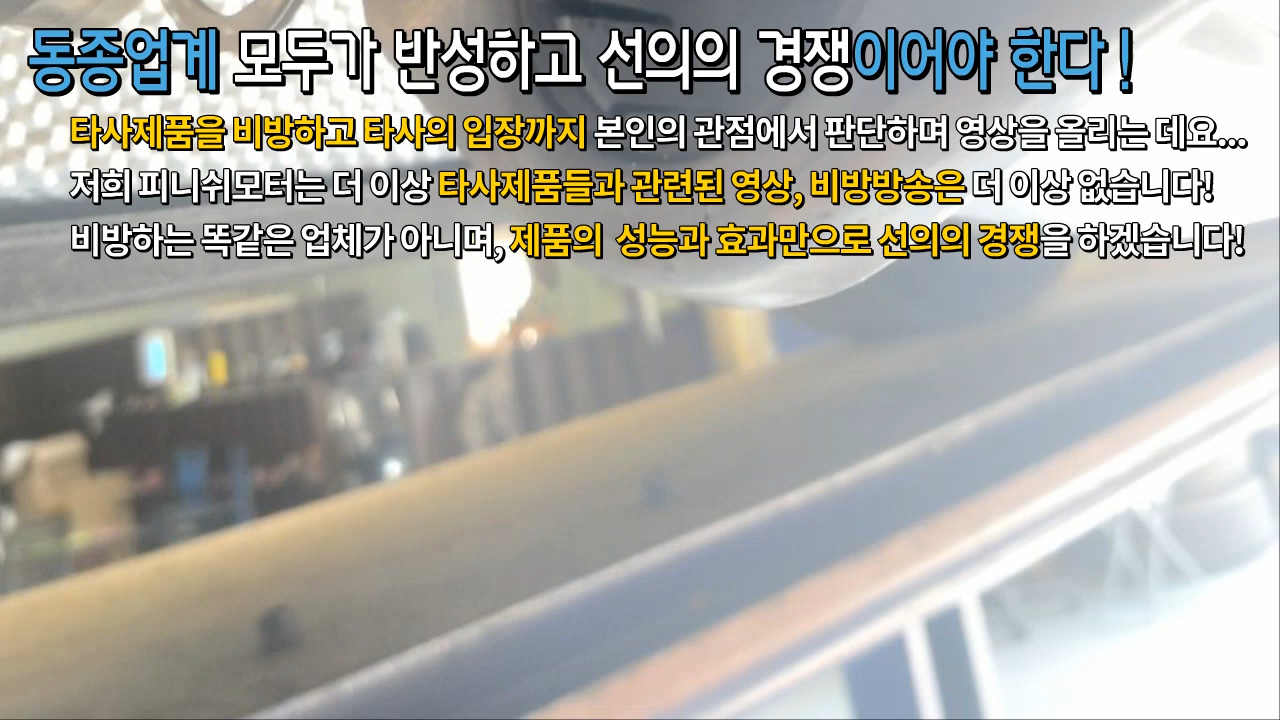 동종업계 모두가 반성하고 선의의 경쟁이어야 한다!
타사제품을 비방하고 타사의 입장까지 본인의 관점에서 판단하며 영상을 올리는 데요...
저희 피니쉬모터는 더 이상 타사제품들과 관련된 영상, 비방방송은 더 이상 없습니다!
비방하는 똑같은 업체가 아니며, 제품의 성능과 효과만으로 선의의 경쟁을 하겠습니다!